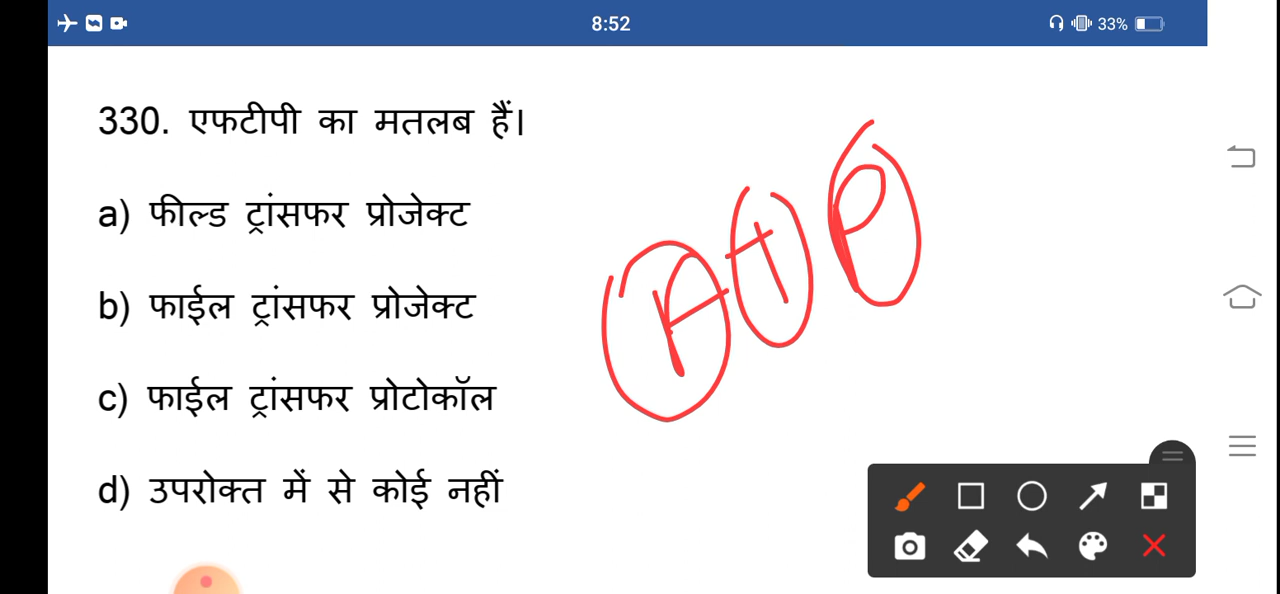 8:52 33%
330. एफटीपी का मतलब हैं।
a) फील्ड ट्रांसफर प्रोजेक्ट
b) फाईल ट्रांसफर प्रोजेक्ट
c) फाईल ट्रांसफर प्रोटोकॉल
d) उपरोक्त में से कोई नहीं